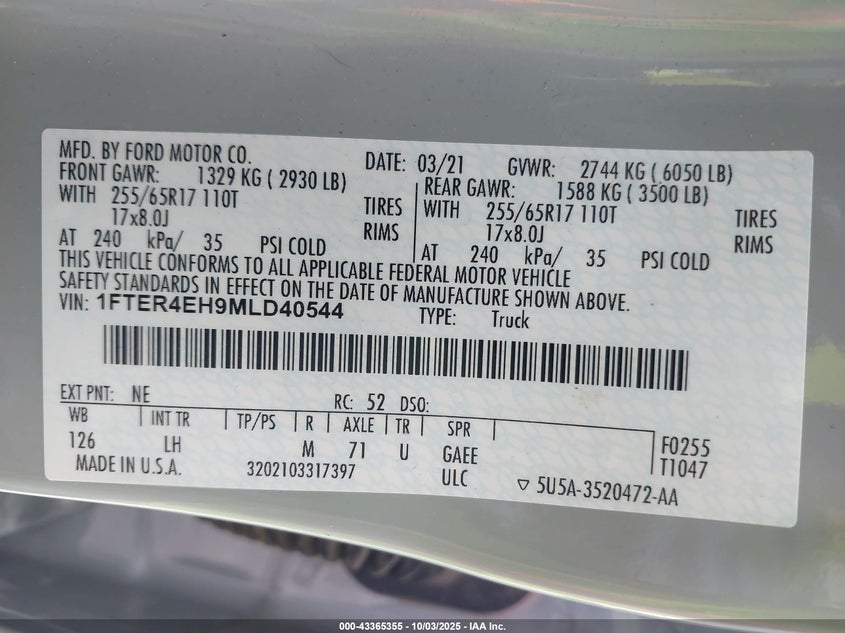 MFD. BY FORD MOTOR CO. DATE: 03/21 GVWR: 2744 KG ( 6050 LB)
FRONT GAWR: 1329 KG ( 2930 LB) REAR GAWR: 1588 KG ( 3500 LB)
WITH 255/65R17 110T TIRES WITH 255/65R17 110T TIRES
17x8.0J RIMS 17x8.0J RIMS
AT 240 kPa/ 35 PSI COLD AT 240 kPa/ 35 PSI COLD
THIS VEHICLE CONFORMS TO ALL APPLICABLE FEDERAL MOTOR VEHICLE
SAFETY STANDARDS IN EFFECT ON THE DATE OF MANUFACTURE SHOWN ABOVE.
VIN: 1FTER4EH9MLD40544 TYPE: Truck
EXT PNT: NE RC: 52 DSO:
WB INT TR TP/PS R AXLE TR SPR
126 LH M 71 U GAEE F0255
MADE IN U.S.A. 3202103317397 ULC T1047
5U5A-3520472-AA
000-43365355 - 10/03/2025 - IAA Inc.